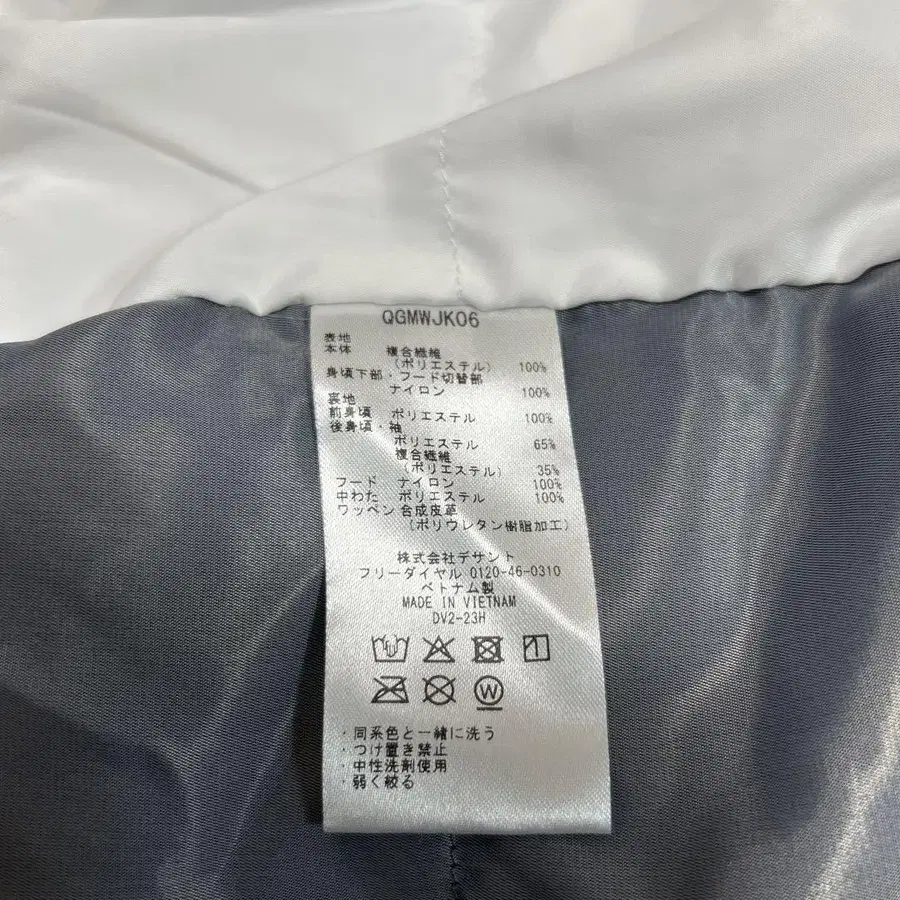 QGMWJK06
表地
本体 複合繊維
(ポリエステル) 100%
身頃下部・フード切替部
ナイロン 100%
裏地
前身頃 ポリエステル 100%
後身頃・袖
ポリエステル 65%
複合繊維
(ポリエステル) 35%
フード ナイロン 100%
中わた ポリエステル 100%
ワッペン 合成皮革
(ポリウレタン樹脂加工)
株式会社デサント
フリーダイヤル 0120-46-0310
ベトナム製
MADE IN VIETNAM
DV2-23H
W
・同系色と一緒に洗う
・つけ置き禁止
・中性洗剤使用
・弱く絞る